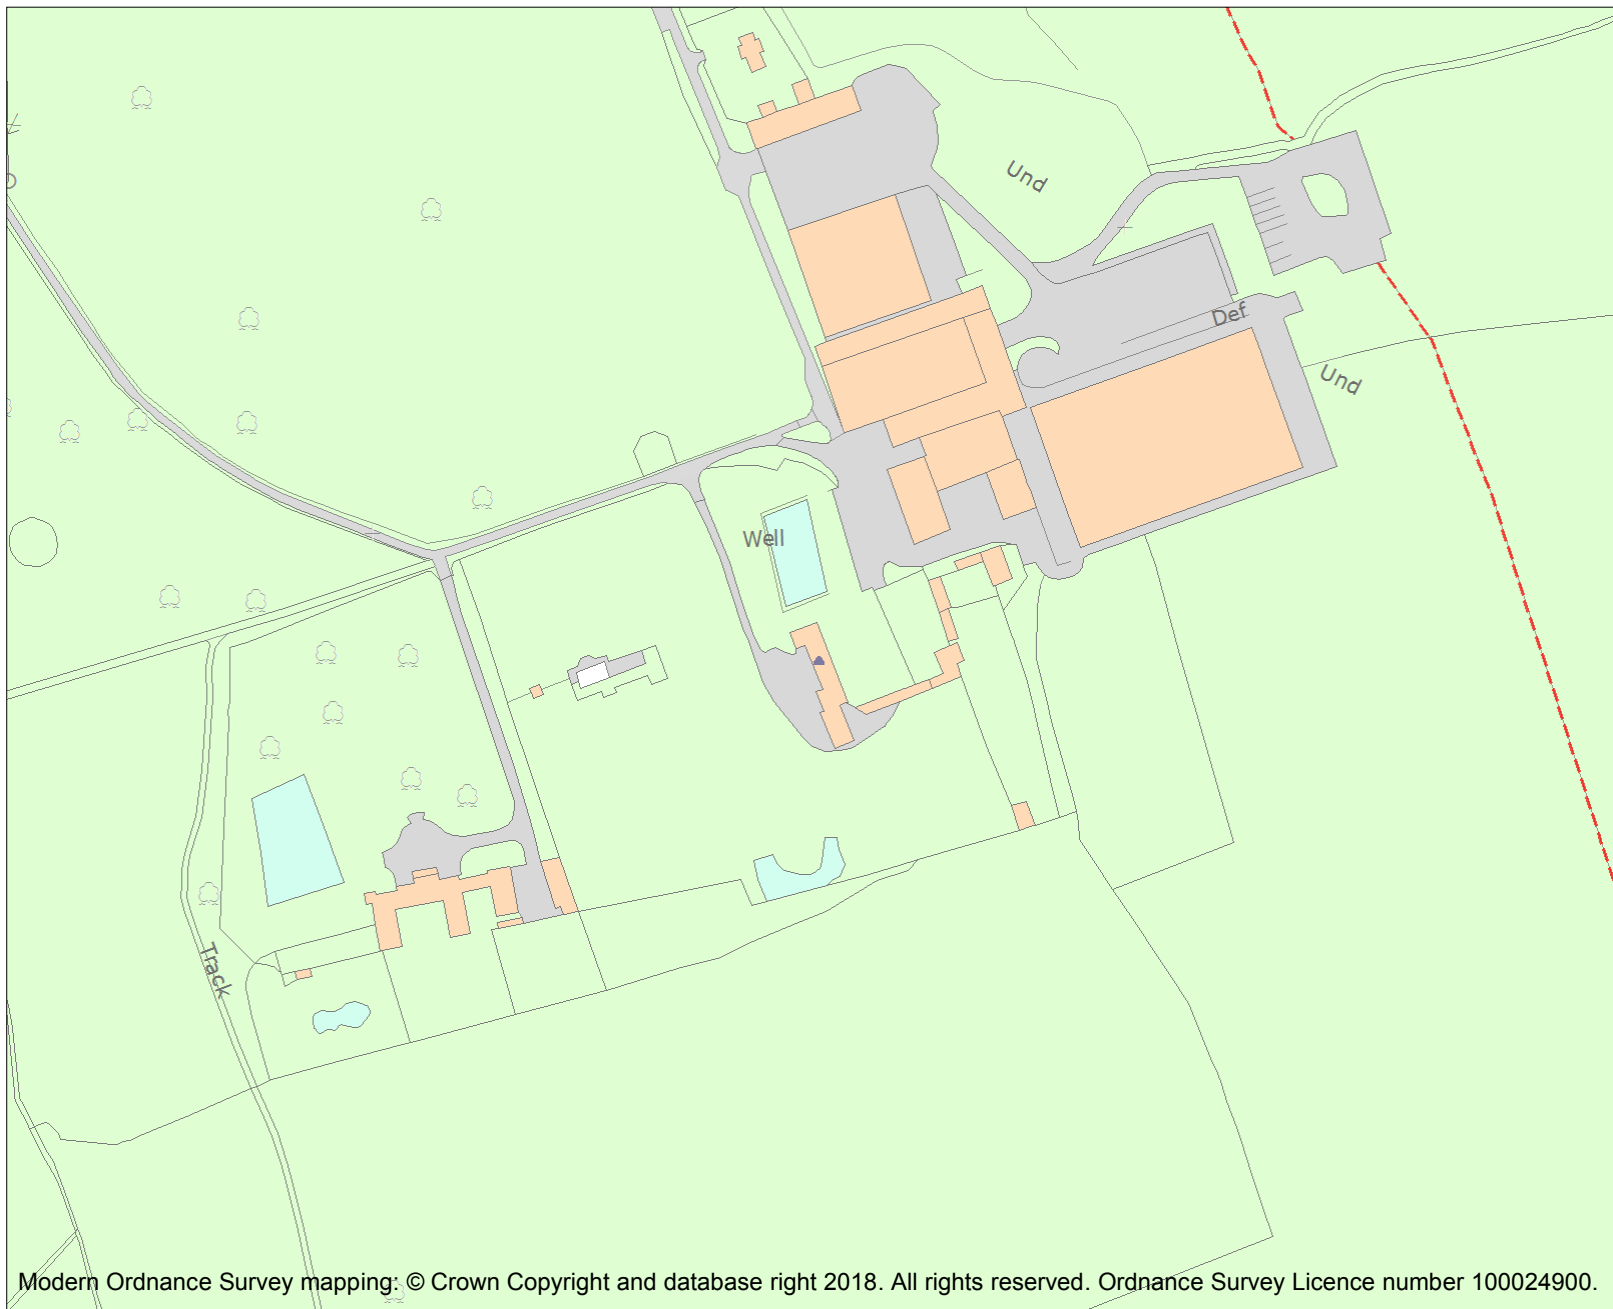 Und
Def
Und
Well
Track
Modern Ordnance Survey mapping: © Crown Copyright and database right 2018. All rights reserved. Ordnance Survey Licence number 100024900.